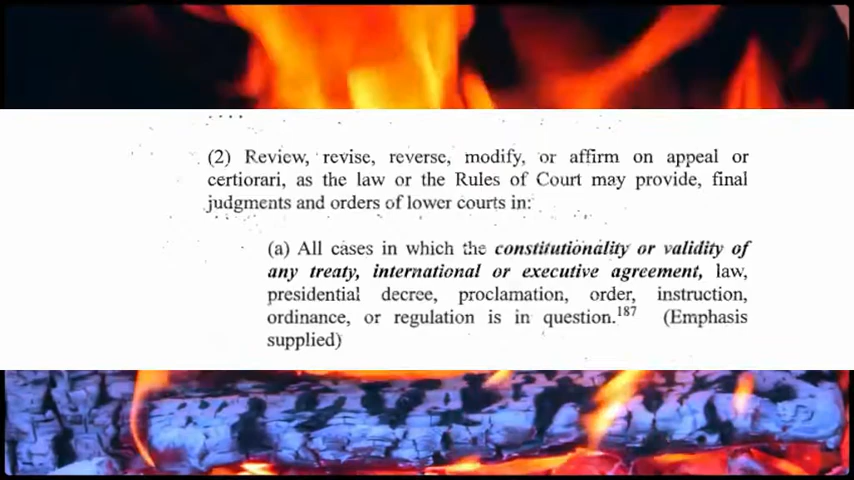 ....
(2) Review, revise, reverse, modify, or affirm on appeal or
certiorari, as the law or the Rules of Court may provide, final
judgments and orders of lower courts in:
(a) All cases in which the constitutionality or validity of
any treaty, international or executive agreement, law,
presidential decree, proclamation, order, instruction,
ordinance, or regulation is in question.187 (Emphasis
supplied)